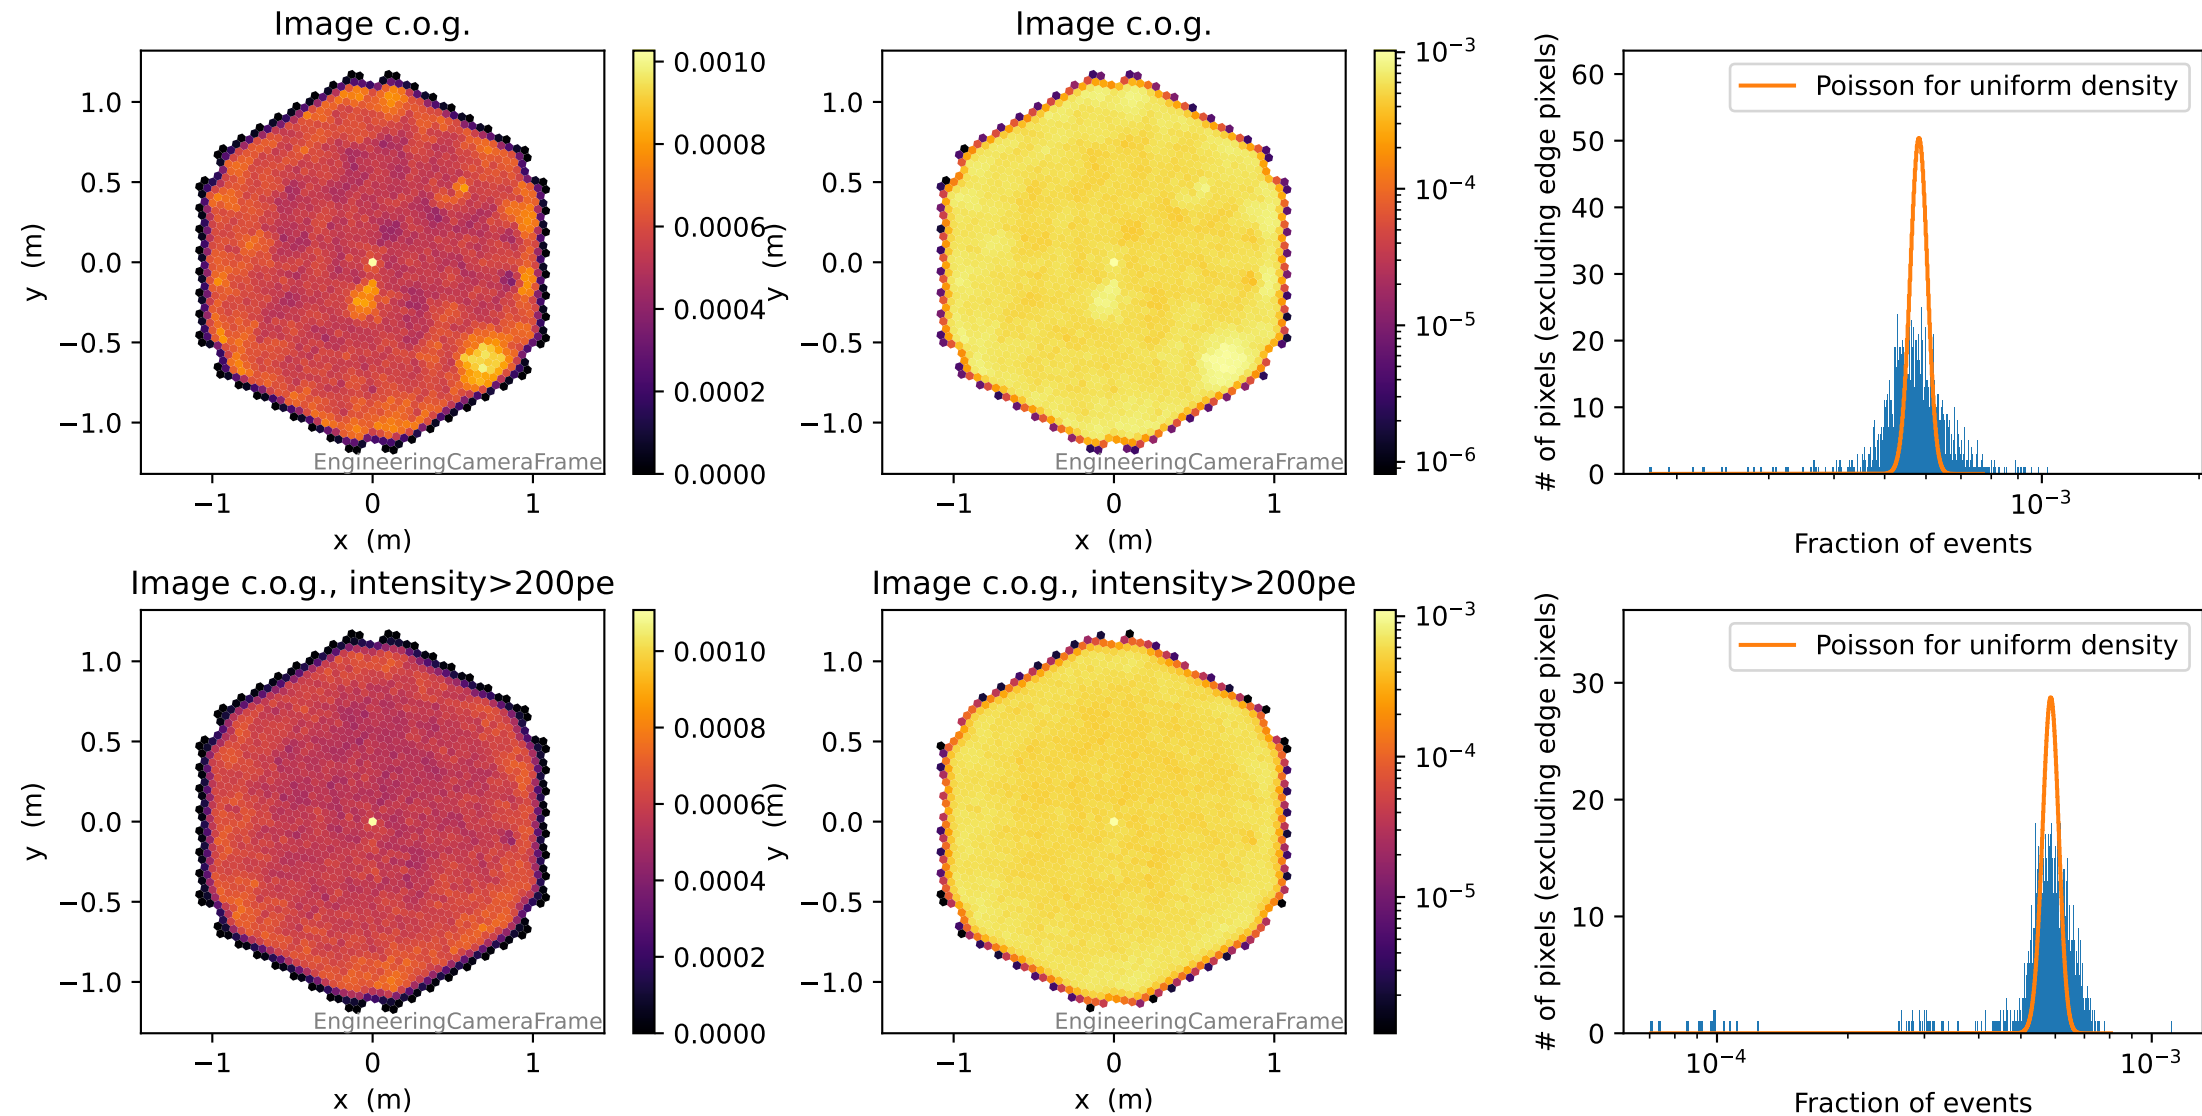 Image c.o.g.
1.0
0.5
0.0
−0.5
−1.0
y (m)
−1
0
1
x (m)
EngineeringCameraFrame
0.0010
0.0008
0.0006
0.0004
0.0002
0.0000
Image c.o.g.
1.0
0.5
0.0
−0.5
−1.0
y (m)
−1
0
1
x (m)
EngineeringCameraFrame
10⁻³
10⁻⁴
10⁻⁵
10⁻⁶
# of pixels (excluding edge pixels)
60
50
40
30
20
10
0
Poisson for uniform density
10⁻³
Fraction of events
Image c.o.g., intensity>200pe
1.0
0.5
0.0
−0.5
−1.0
y (m)
−1
0
1
x (m)
EngineeringCameraFrame
0.0010
0.0008
0.0006
0.0004
0.0002
0.0000
Image c.o.g., intensity>200pe
1.0
0.5
0.0
−0.5
−1.0
y (m)
−1
0
1
x (m)
EngineeringCameraFrame
10⁻³
10⁻⁴
10⁻⁵
# of pixels (excluding edge pixels)
30
20
10
0
Poisson for uniform density
10⁻⁴
10⁻³
Fraction of events